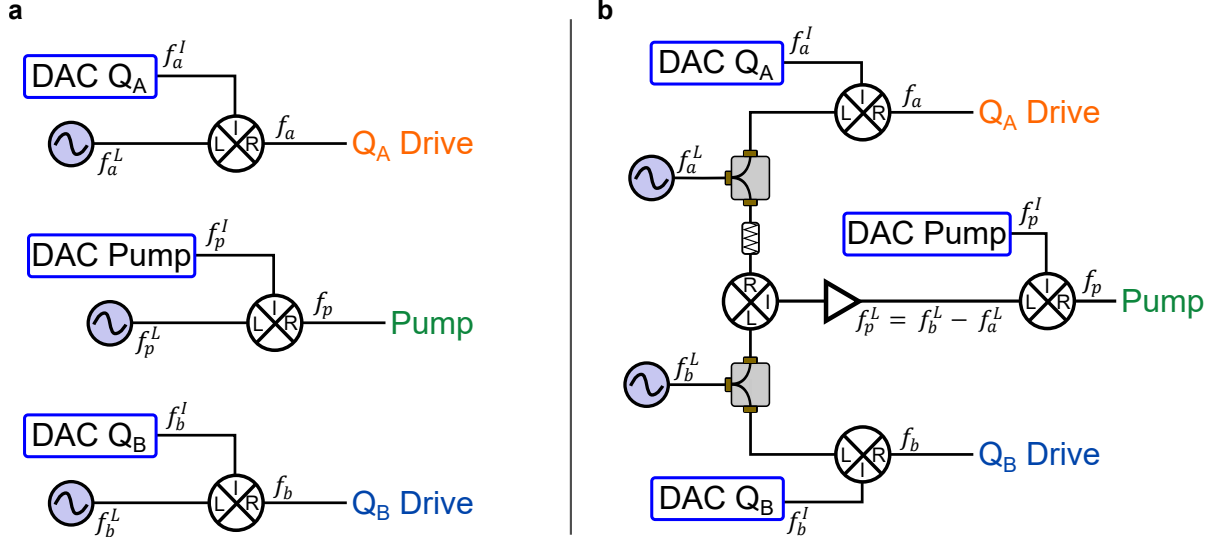 a
DAC Q_A
f_a^I
I
L
R
f_a^L
f_a
Q_A Drive
DAC Pump
f_p^I
I
L
R
f_p^L
f_p
Pump
DAC Q_B
f_b^I
I
L
R
f_b^L
f_b
Q_B Drive
b
DAC Q_A
f_a^I
I
L
R
f_a
Q_A Drive
f_a^L
DAC Pump
f_p^I
R
I
L
f_p^L = f_b^L − f_a^L
I
L
R
f_p
Pump
f_b^L
L
R
I
f_b
Q_B Drive
DAC Q_B
f_b^I